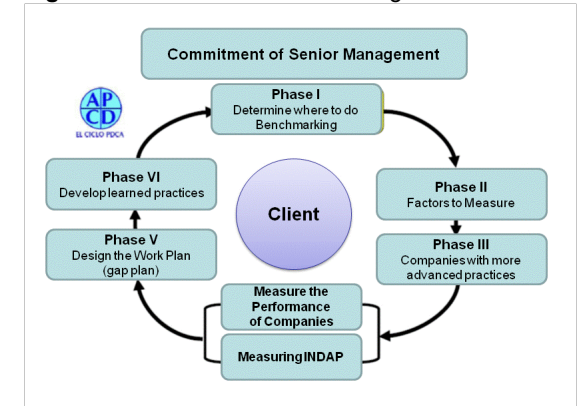 Commitment of Senior Management
A P
C D
EL CICLO PDCA
Phase I
Determine where to do
Benchmarking
Phase II
Factors to Measure
Phase III
Companies with more
advanced practices
Measure the
Performance
of Companies
Measuring INDAP
Phase V
Design the Work Plan
(gap plan)
Phase VI
Develop learned practices
Client